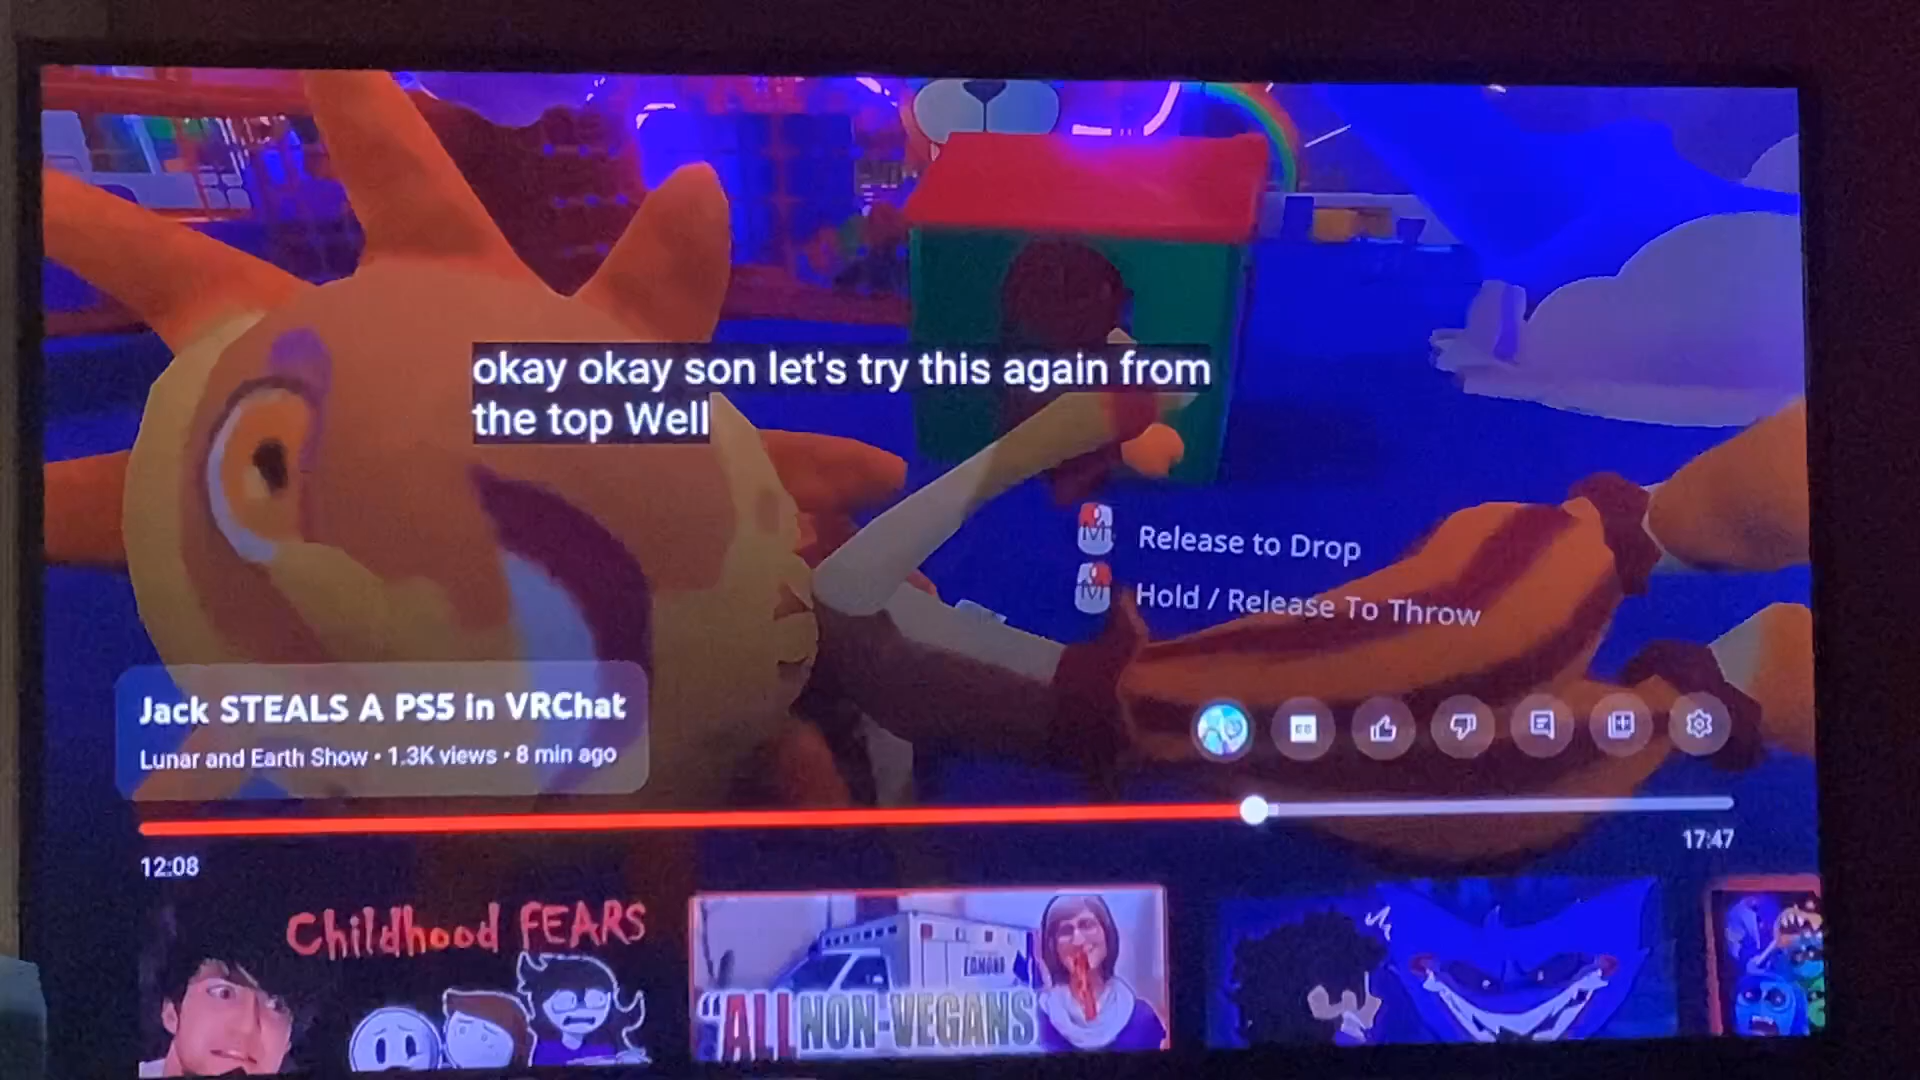 okay okay son let's try this again from
the top Well
Release to Drop
Hold / Release To Throw
Jack STEALS A PS5 in VRChat
Lunar and Earth Show • 1.3K views • 8 min ago
CC
12:08
17:47
Childhood FEARS
EDMOND
"ALL NON-VEGANS